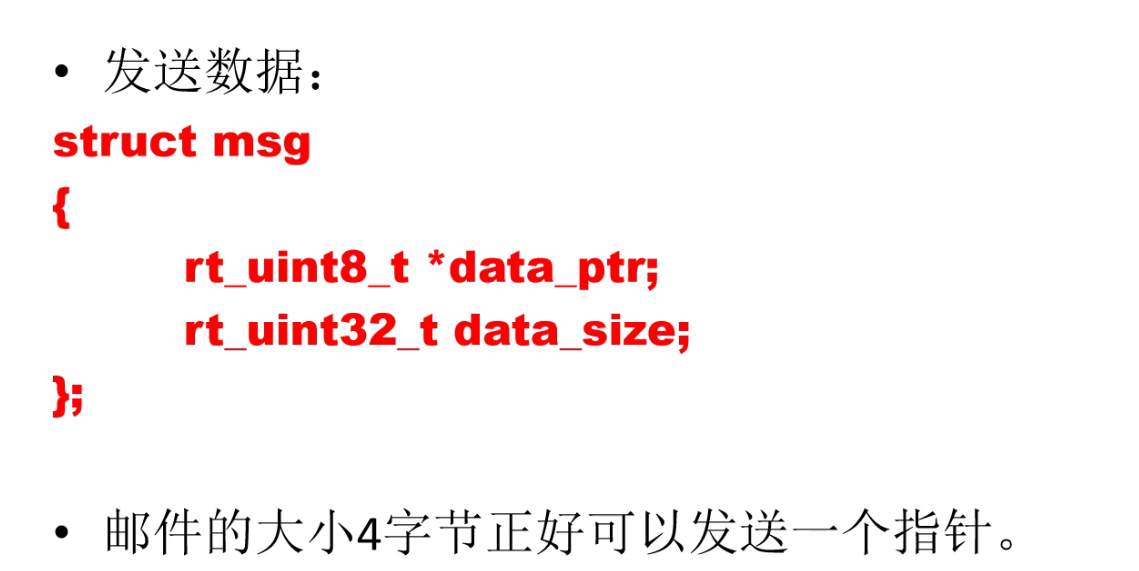 • 发送数据：
struct msg
{
rt_uint8_t *data_ptr;
rt_uint32_t data_size;
};
• 邮件的大小4字节正好可以发送一个指针。